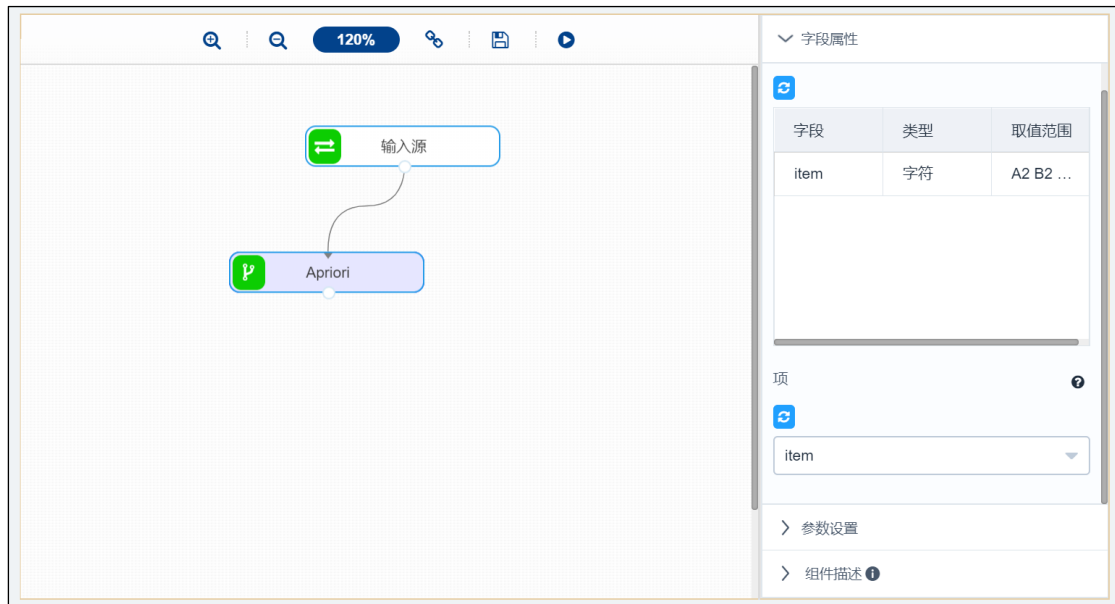 120%
输入源
Apriori
字段属性
字段 类型 取值范围
item 字符 A2 B2 ...
项
item
参数设置
组件描述